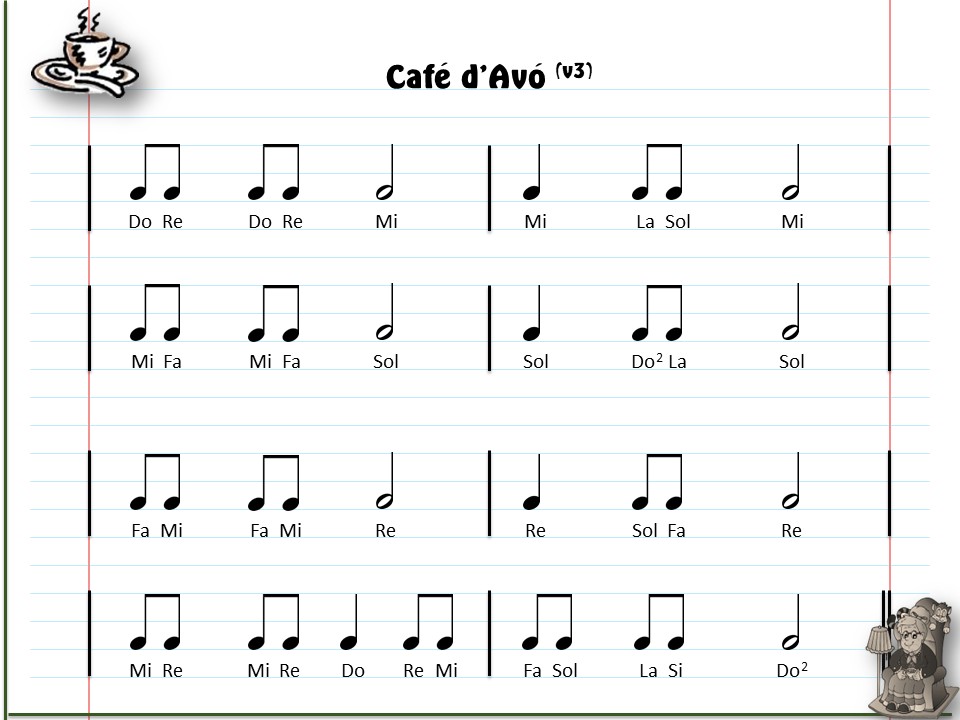 Café d'Avó (v3)
Do Re Do Re Mi Mi La Sol Mi
Mi Fa Mi Fa Sol Sol Do² La Sol
Fa Mi Fa Mi Re Re Sol Fa Re
Mi Re Mi Re Do Re Mi Fa Sol La Si Do²